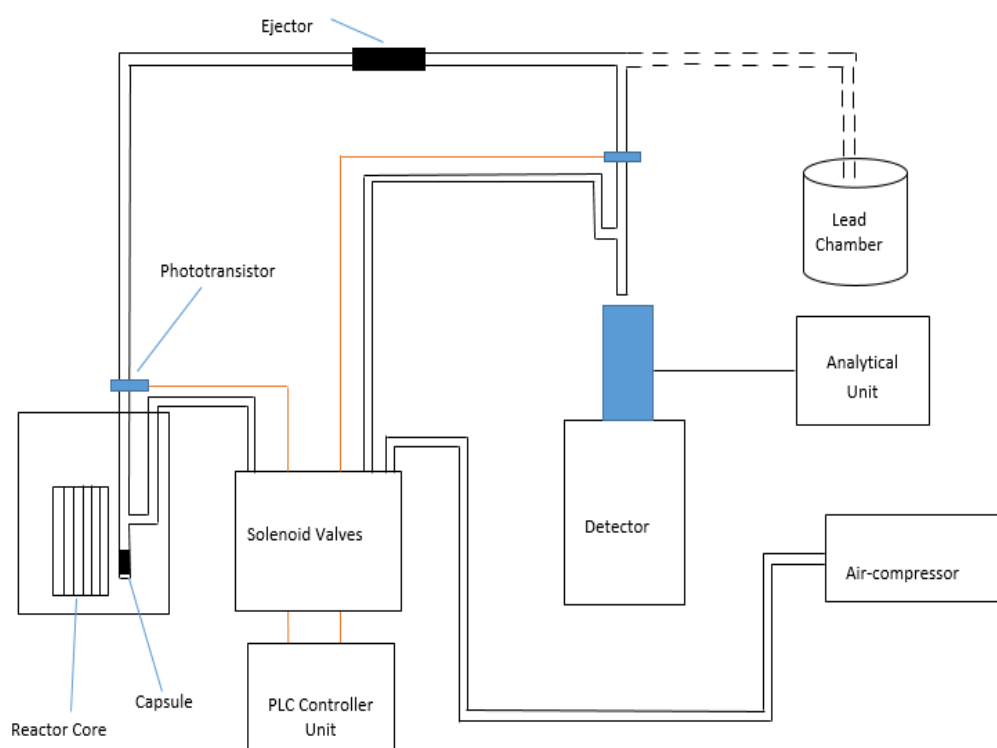 Ejector
Lead
Chamber
Phototransistor
Analytical
Unit
Solenoid Valves
Detector
Air-compressor
Capsule
PLC Controller
Unit
Reactor Core